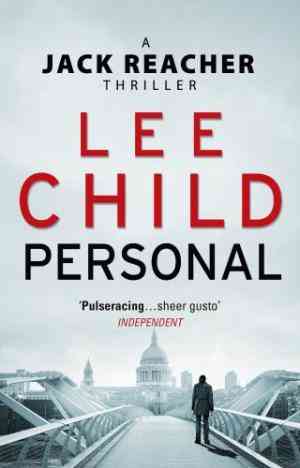 A
JACK REACHER
THRILLER
LEE
CHILD
PERSONAL
'Pulseracing...sheer gusto'
INDEPENDENT